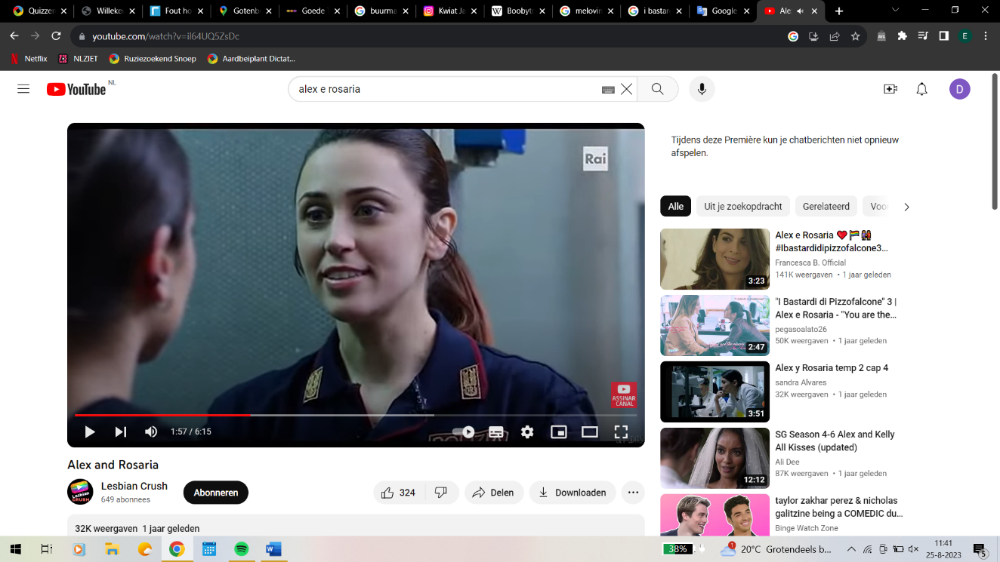 Quizzer
Willeke
Fout ho
Gotenb
Goede
buurma
Kwiat Ja
Boobyt
melovin
i bastar
Google
Ale
youtube.com/watch?v=il64UQ5ZsDc
E
Netflix
NLZIET
Ruziezoekend Snoep
Aardbeiplant Dictat...
YouTube NL
alex e rosaria
D
Rai
Tijdens deze Première kun je chatberichten niet opnieuw
afspelen.
Alle
Uit je zoekopdracht
Gerelateerd
Voo
Alex e Rosaria ❤️🏳️‍🌈👩‍❤️‍👩
#Ibastardidipizzofalcone3...
Francesca B. Official
141K weergaven • 1 jaar geleden
3:23
"I Bastardi di Pizzofalcone" 3 |
Alex e Rosaria - "You are the...
pegasoalato26
50K weergaven • 1 jaar geleden
2:47
Alex y Rosaria temp 2 cap 4
sandra Alvares
32K weergaven • 1 jaar geleden
3:51
SG Season 4-6 Alex and Kelly
All Kisses (updated)
Ali Dee
87K weergaven • 1 jaar geleden
12:12
taylor zakhar perez & nicholas
galitzine being a COMEDIC du...
Binge Watch Zone
ASSINAR
CANAL
1:57 / 6:15
Alex and Rosaria
Lesbian Crush
649 abonnees
Abonneren
324
Delen
Downloaden
32K weergaven 1 jaar geleden
38%
1
20°C Grotendeels b...
11:41
25-8-2023
5